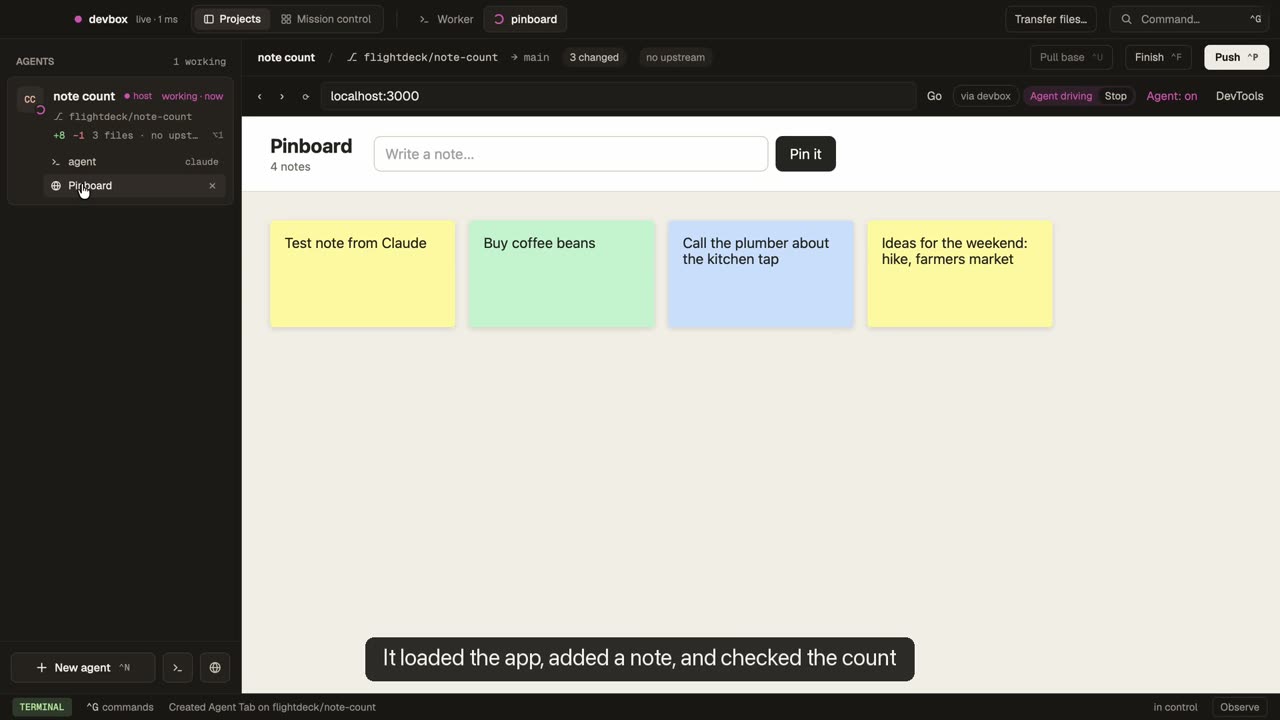 devbox live · 1 ms Projects Mission control Worker pinboard Transfer files… Command… ^G
AGENTS 1 working
note count / flightdeck/note-count → main 3 changed no upstream Pull base ^U Finish ^F Push ^P
CC note count host working · now
flightdeck/note-count
+8 −1 3 files · no upst… ⌥1
agent claude
Pinboard ×
localhost:3000 Go via devbox Agent driving Stop Agent: on DevTools
Pinboard
4 notes
Write a note…
Pin it
Test note from Claude
Buy coffee beans
Call the plumber about
the kitchen tap
Ideas for the weekend:
hike, farmers market
It loaded the app, added a note, and checked the count
+ New agent ^N
TERMINAL ^G commands Created Agent Tab on flightdeck/note-count in control Observe